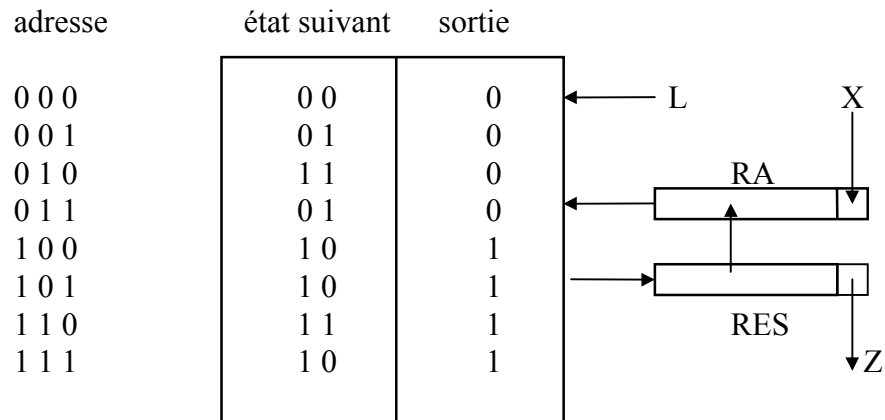 adresse état suivant sortie
0 0 0 0 0 0 L X
0 0 1 0 1 0
0 1 0 1 1 0 RA
0 1 1 0 1 0
1 0 0 1 0 1
1 0 1 1 0 1
1 1 0 1 1 1 RES
1 1 1 1 0 1 Z